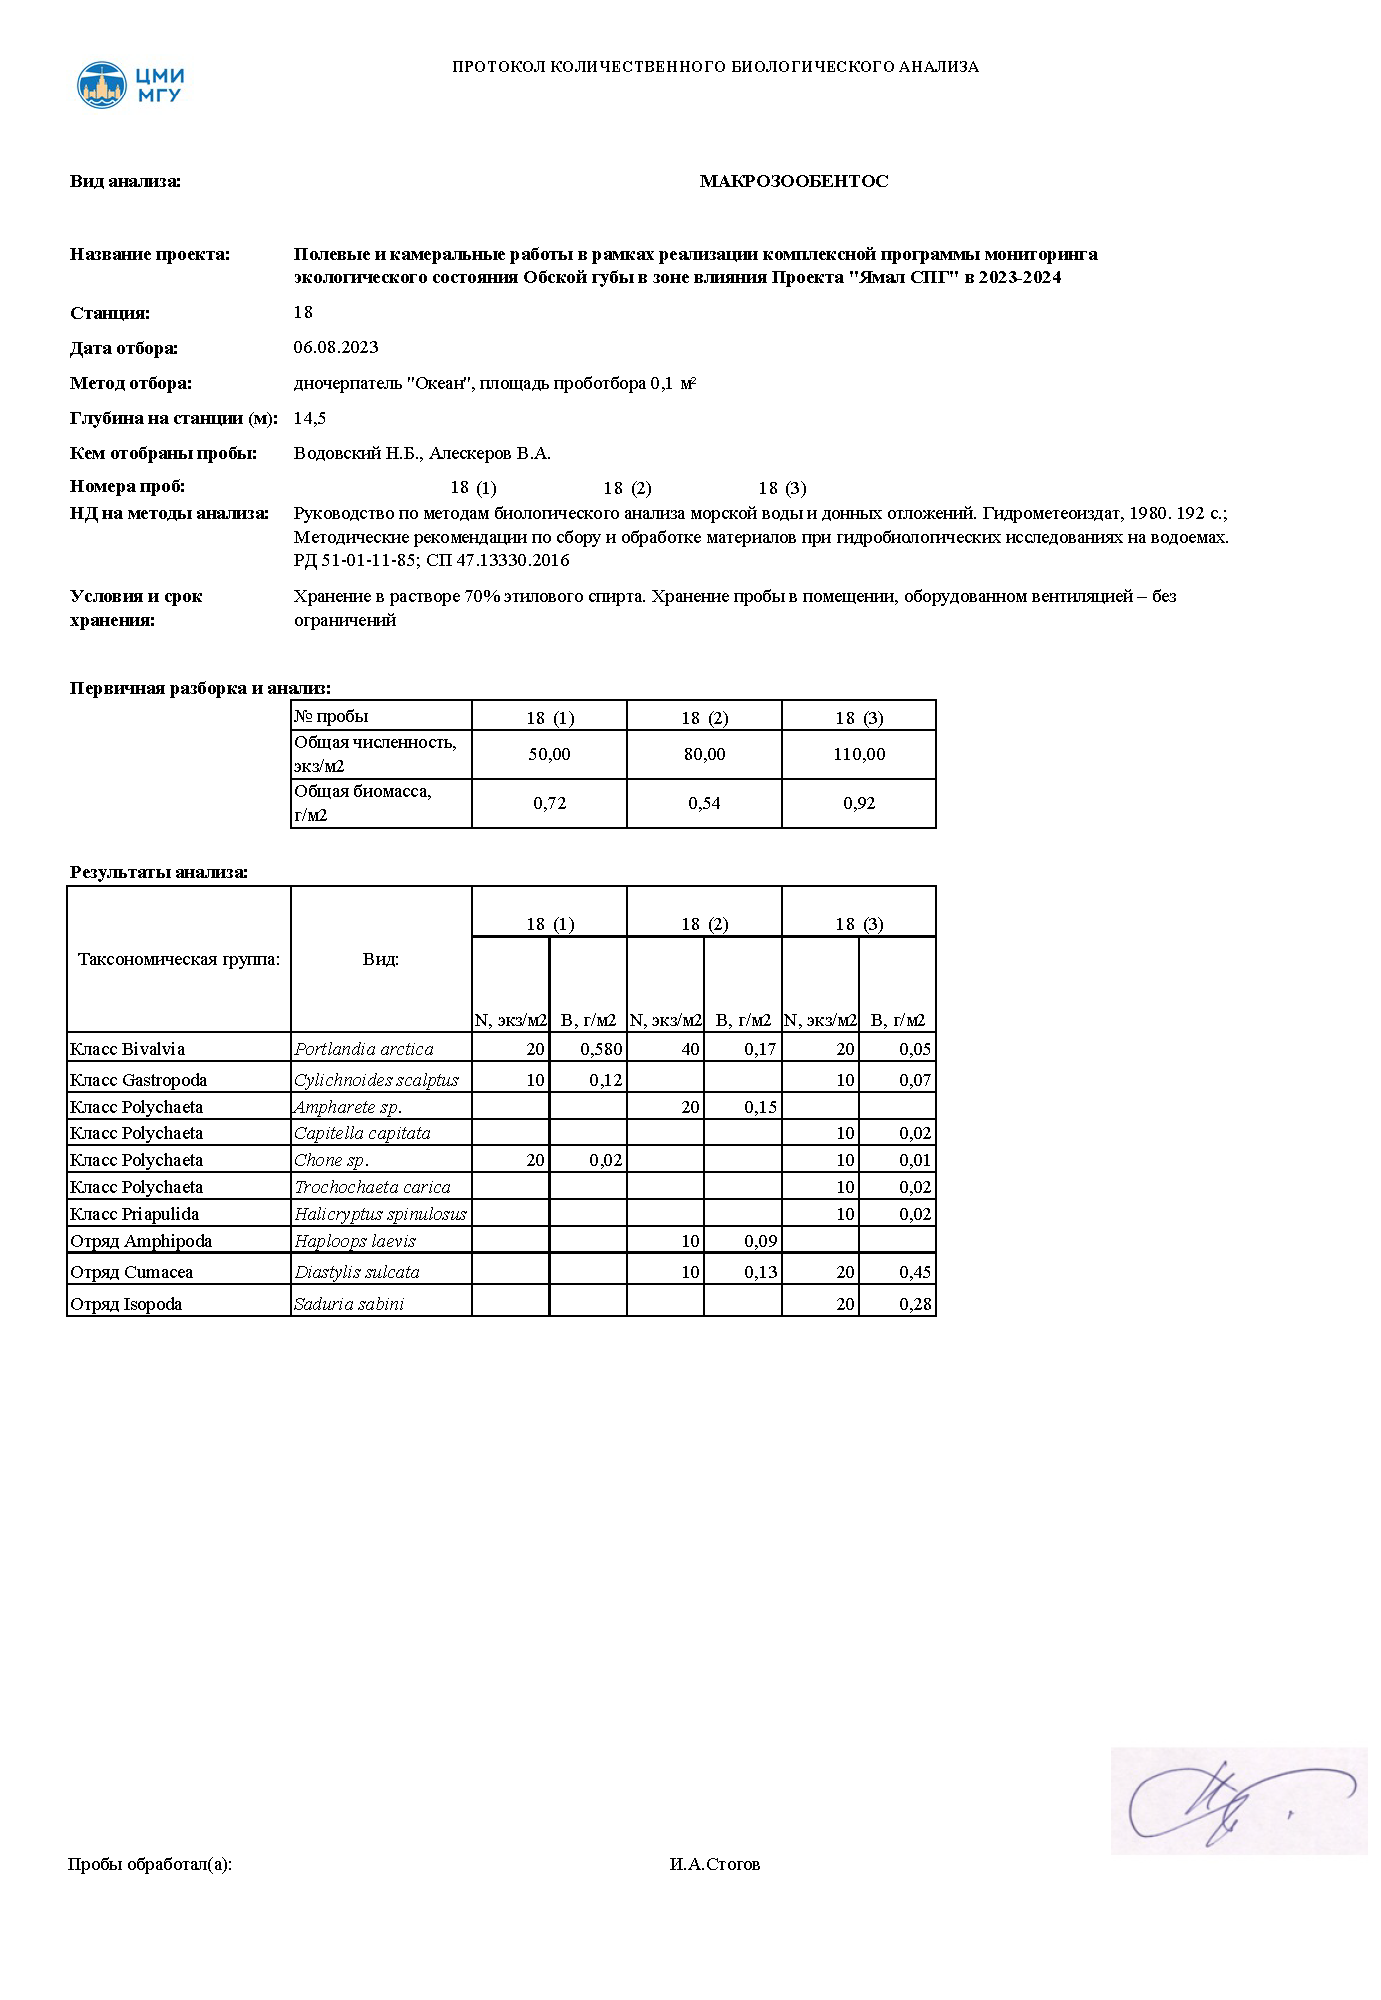 ЦМИ
МГУ
ПРОТОКОЛ КОЛИЧЕСТВЕННОГО БИОЛОГИЧЕСКОГО АНАЛИЗА
Вид анализа: МАКРОЗООБЕНТОС
Название проекта: Полевые и камеральные работы в рамках реализации комплексной программы мониторинга
экологического состояния Обской губы в зоне влияния Проекта "Ямал СПГ" в 2023-2024
Станция: 18
Дата отбора: 06.08.2023
Метод отбора: дночерпатель "Океан", площадь проботбора 0,1 м²
Глубина на станции (м): 14,5
Кем отобраны пробы: Водовский Н.Б., Алескеров В.А.
Номера проб: 18 (1) 18 (2) 18 (3)
НД на методы анализа: Руководство по методам биологического анализа морской воды и донных отложений. Гидрометеоиздат, 1980. 192 с.;
Методические рекомендации по сбору и обработке материалов при гидробиологических исследованиях на водоемах.
РД 51-01-11-85; СП 47.13330.2016
Условия и срок Хранение в растворе 70% этилового спирта. Хранение пробы в помещении, оборудованном вентиляцией – без
хранения: ограничений
Первичная разборка и анализ:
№ пробы 18 (1) 18 (2) 18 (3)
Общая численность,
экз/м2 50,00 80,00 110,00
Общая биомасса,
г/м2 0,72 0,54 0,92
Результаты анализа:
18 (1) 18 (2) 18 (3)
Таксономическая группа: Вид:
N, экз/м2 B, г/м2 N, экз/м2 B, г/м2 N, экз/м2 B, г/м2
Класс Bivalvia Portlandia arctica 20 0,580 40 0,17 20 0,05
Класс Gastropoda Cylichnoides scalptus 10 0,12 10 0,07
Класс Polychaeta Ampharete sp. 20 0,15
Класс Polychaeta Capitella capitata 10 0,02
Класс Polychaeta Chone sp. 20 0,02 10 0,01
Класс Polychaeta Trochochaeta carica 10 0,02
Класс Priapulida Halicryptus spinulosus 10 0,02
Отряд Amphipoda Haploops laevis 10 0,09
Отряд Cumacea Diastylis sulcata 10 0,13 20 0,45
Отряд Isopoda Saduria sabini 20 0,28
Пробы обработал(а): И.А.Стогов